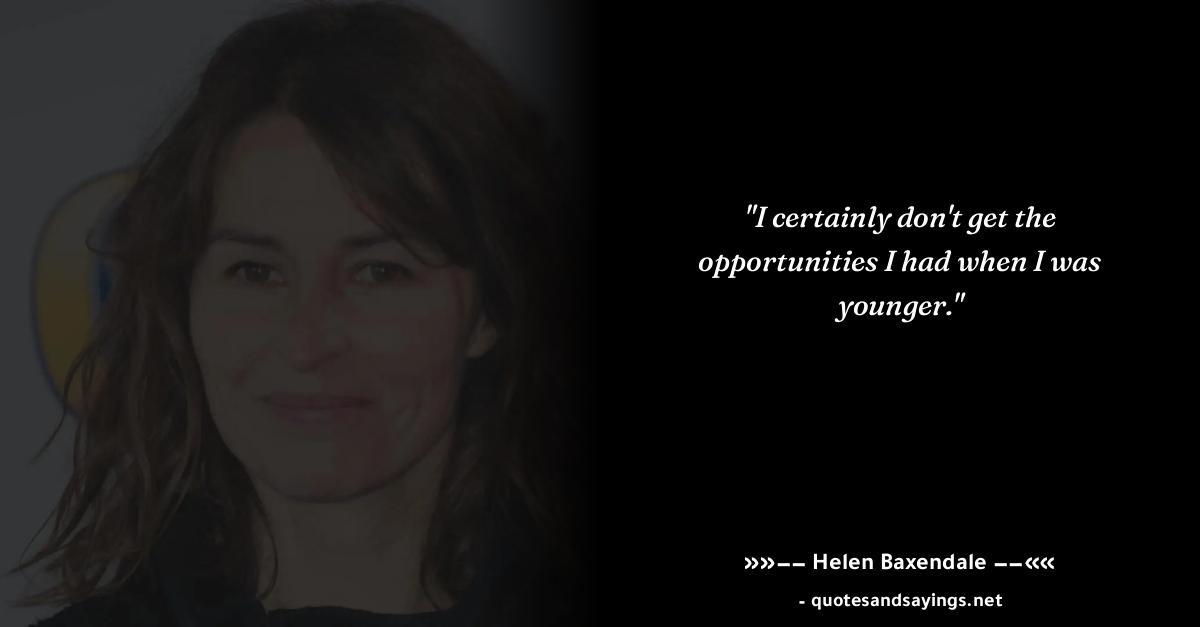 "I certainly don't get the
opportunities I had when I was
younger."
»»–– Helen Baxendale ––««
- quotesandsayings.net